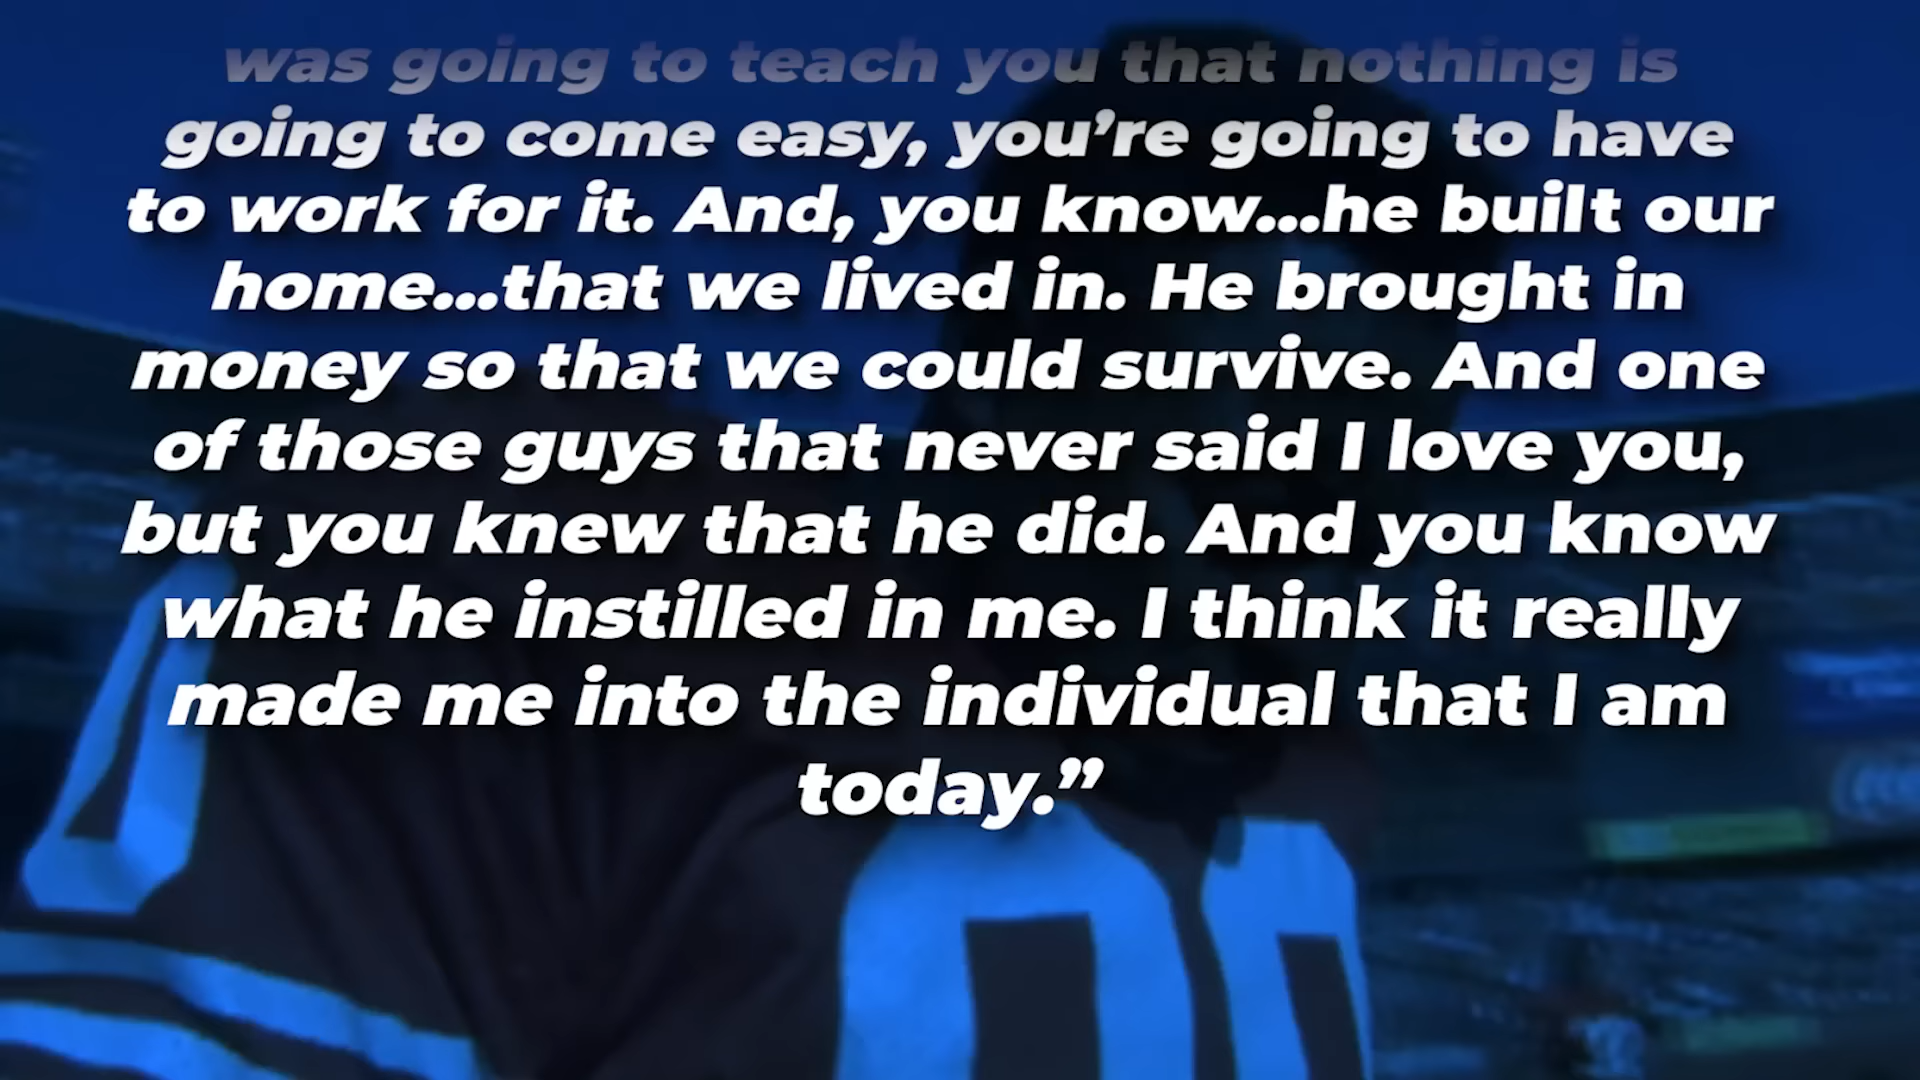 was going to teach you that nothing is
going to come easy, you’re going to have
to work for it. And, you know...he built our
home...that we lived in. He brought in
money so that we could survive. And one
of those guys that never said I love you,
but you knew that he did. And you know
what he instilled in me. I think it really
made me into the individual that I am
today.”